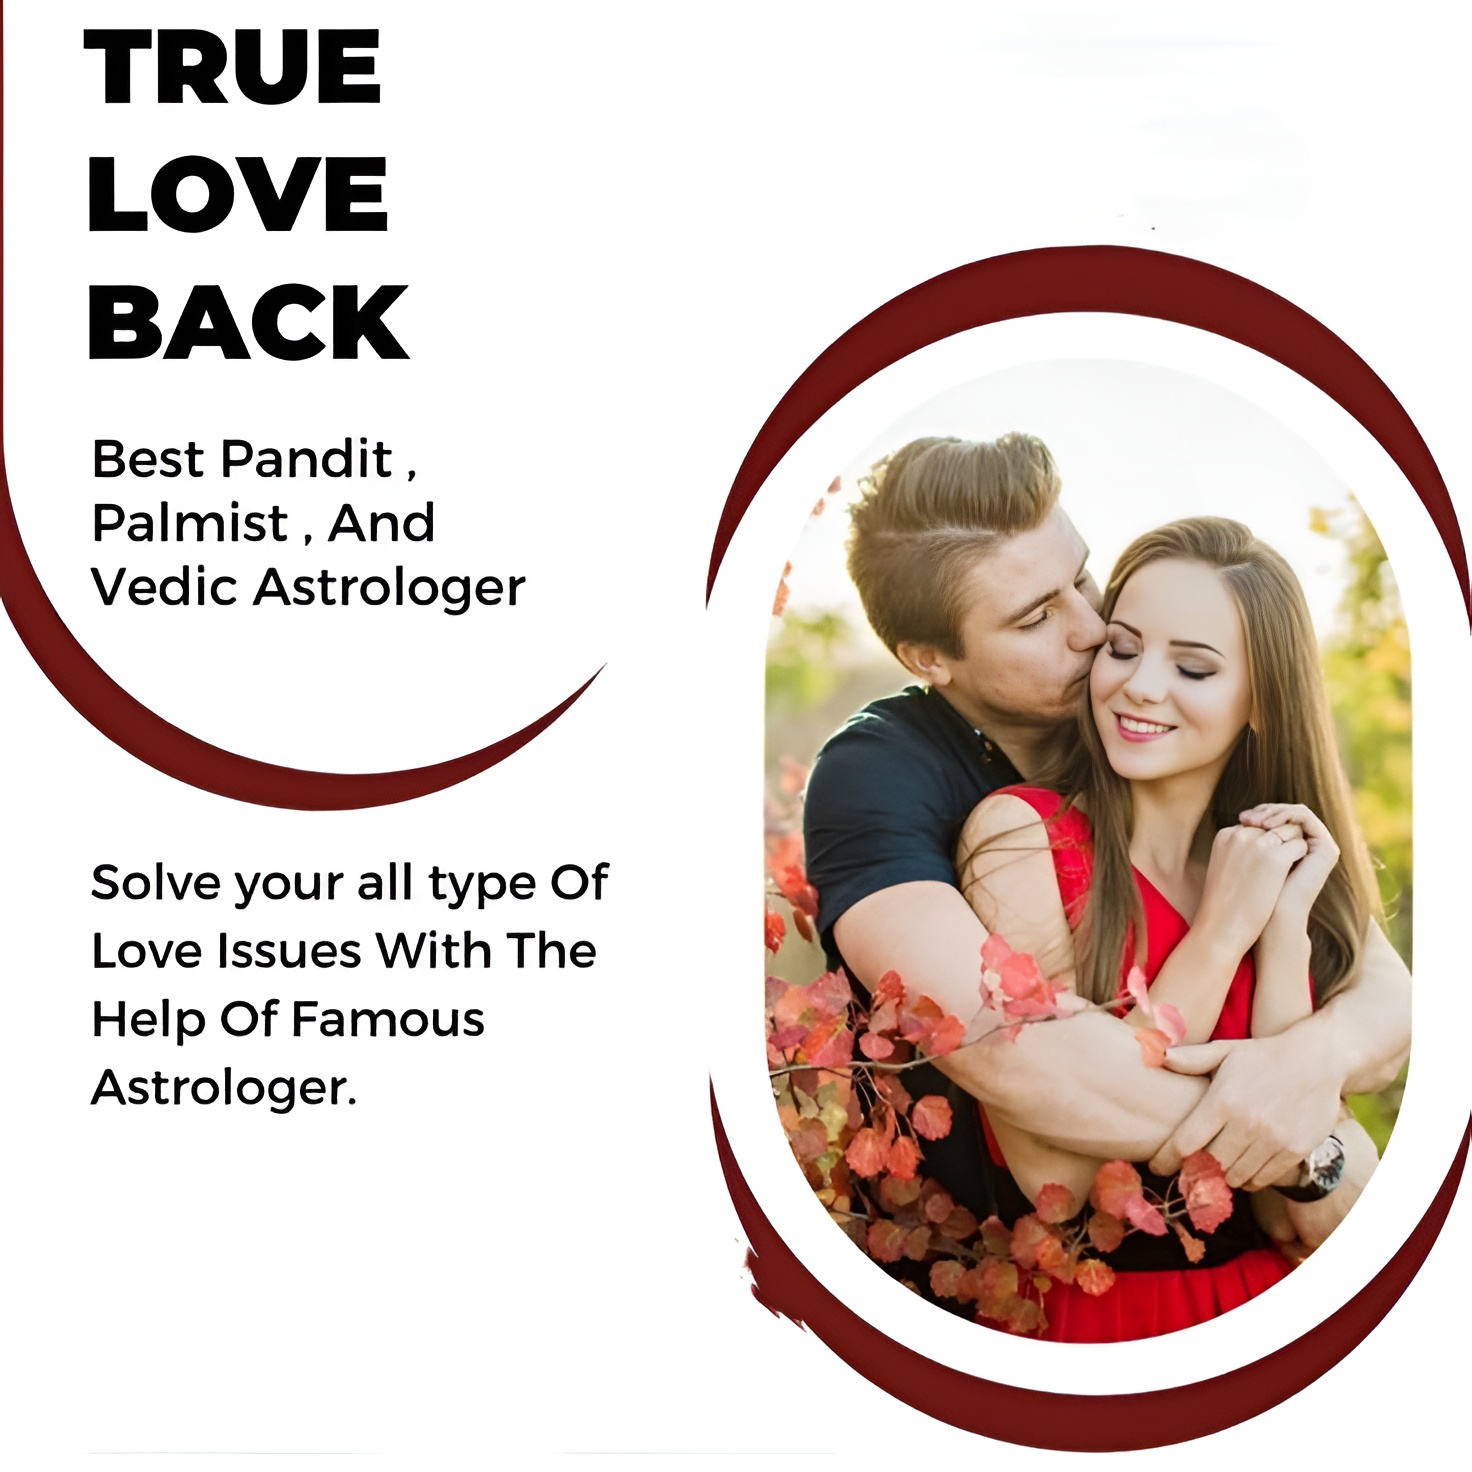 TRUE
LOVE
BACK
Best Pandit ,
Palmist , And
Vedic Astrologer
Solve your all type Of
Love Issues With The
Help Of Famous
Astrologer.